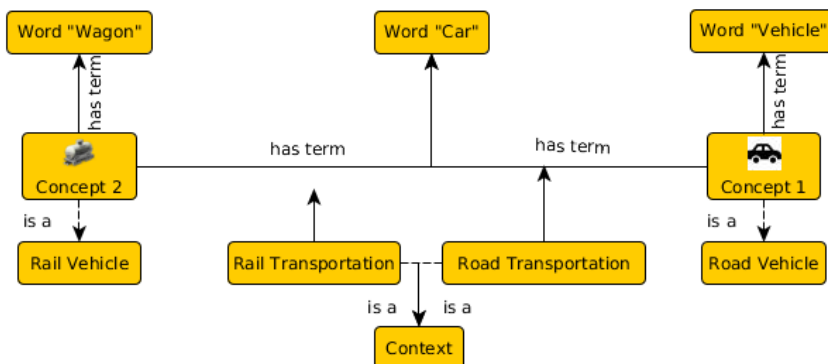 Word "Wagon"
Word "Car"
Word "Vehicle"
has term
has term
has term
has term
Concept 2
Concept 1
is a
is a
Rail Vehicle
Rail Transportation
Road Transportation
Road Vehicle
is a
is a
Context